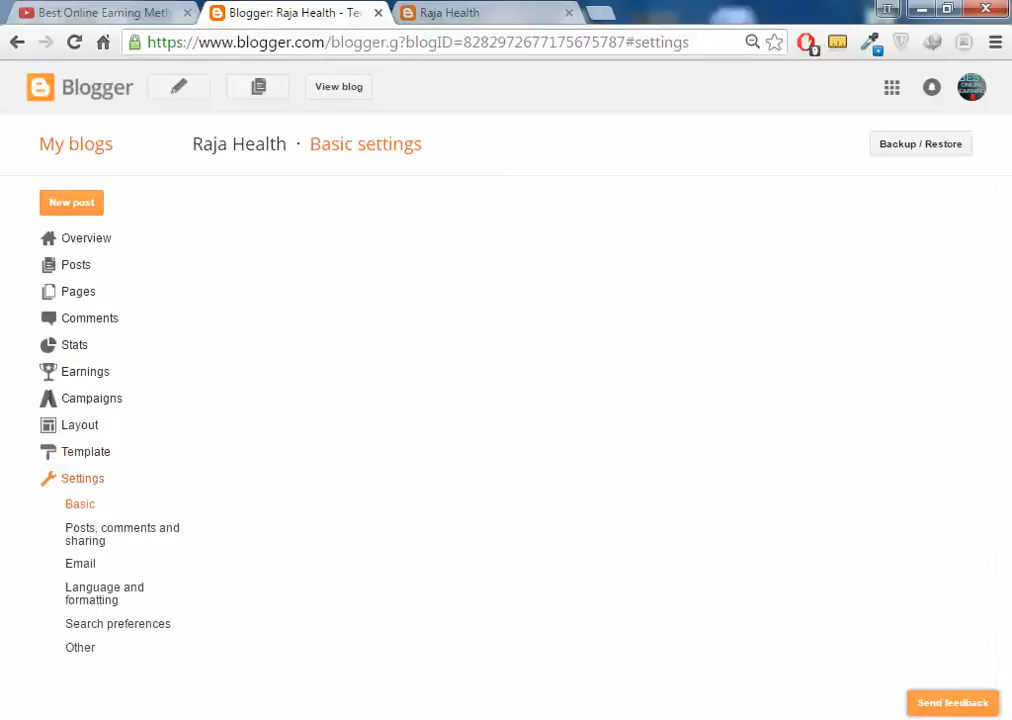 Best Online Earning Meth
Blogger: Raja Health - Te
Raja Health
https://www.blogger.com/blogger.g?blogID=8282972677175675787#settings
9
Blogger
View blog
My blogs
Raja Health · Basic settings
Backup / Restore
New post
Overview
Posts
Pages
Comments
Stats
Earnings
Campaigns
Layout
Template
Settings
Basic
Posts, comments and
sharing
Email
Language and
formatting
Search preferences
Other
Send feedback